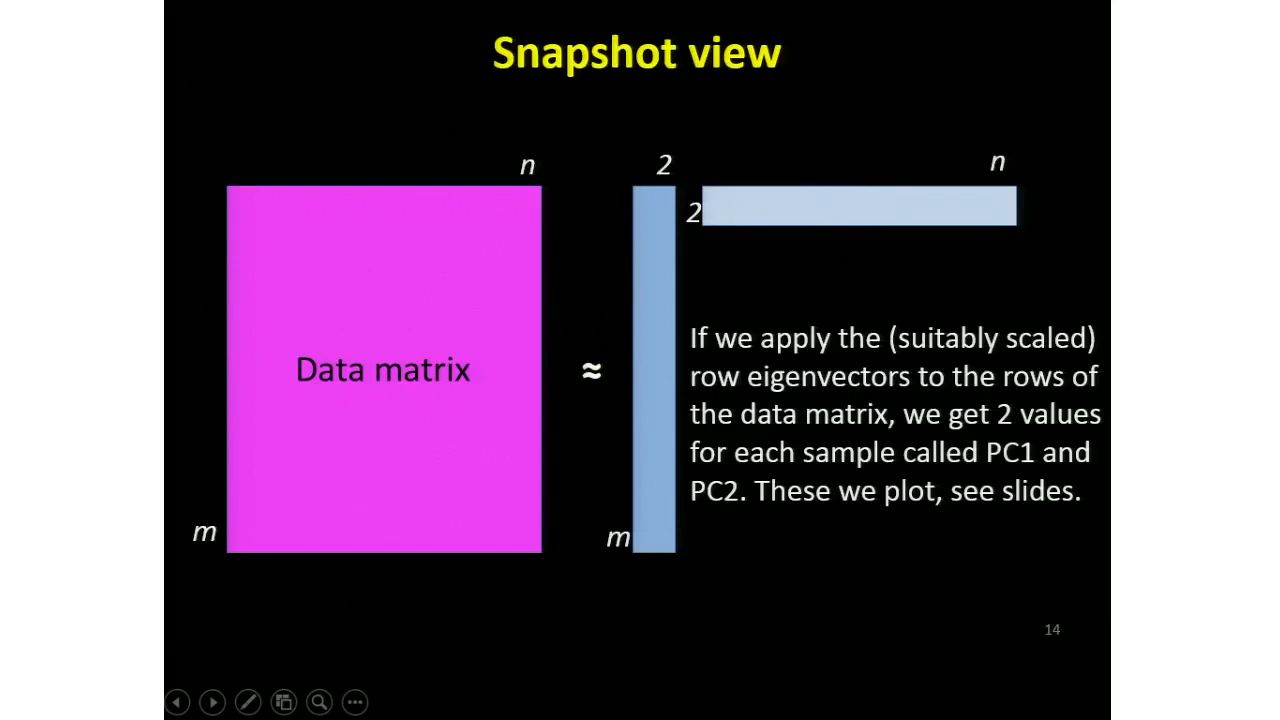 Snapshot view
n
2
n
2
Data matrix
≈
m
m
If we apply the (suitably scaled)
row eigenvectors to the rows of
the data matrix, we get 2 values
for each sample called PC1 and
PC2. These we plot, see slides.
14